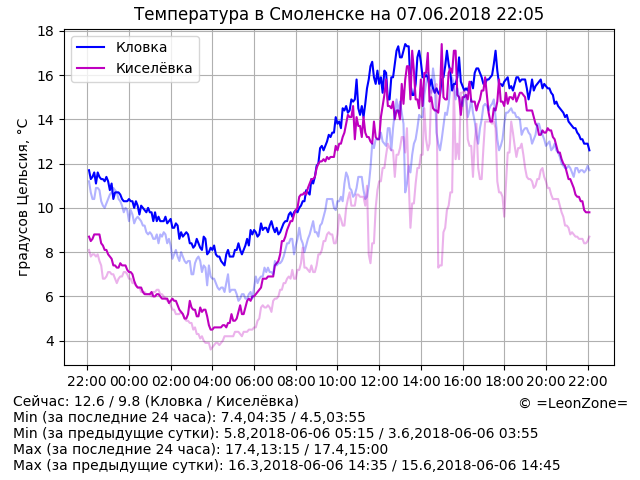 Температура в Смоленске на 07.06.2018 22:05
18
16
14
12
10
8
6
4
градусов Цельсия, °C
Кловка
Киселёвка
22:00 00:00 02:00 04:00 06:00 08:00 10:00 12:00 14:00 16:00 18:00 20:00 22:00
Сейчас: 12.6 / 9.8 (Кловка / Киселёвка)
© =LeonZone=
Min (за последние 24 часа): 7.4,04:35 / 4.5,03:55
Min (за предыдущие сутки): 5.8,2018-06-06 05:15 / 3.6,2018-06-06 03:55
Max (за последние 24 часа): 17.4,13:15 / 17.4,15:00
Max (за предыдущие сутки): 16.3,2018-06-06 14:35 / 15.6,2018-06-06 14:45